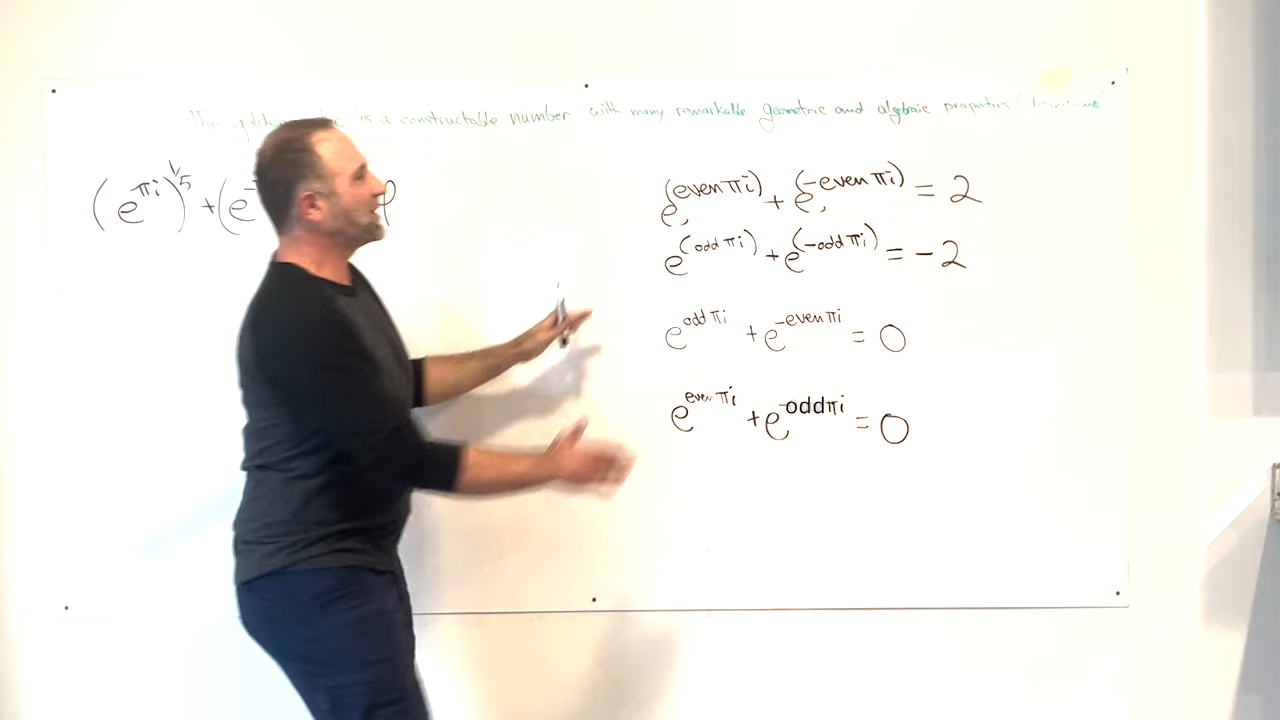 is a constructable number with many remarkable geometric and algebraic properties
(e^πi)^1/5 + (e^- φ
e^(even πi) + e^(-even πi) = 2
e^(odd πi) + e^(-odd πi) = -2
e^odd πi + e^-even πi = 0
e^even πi + e^-odd πi = 0